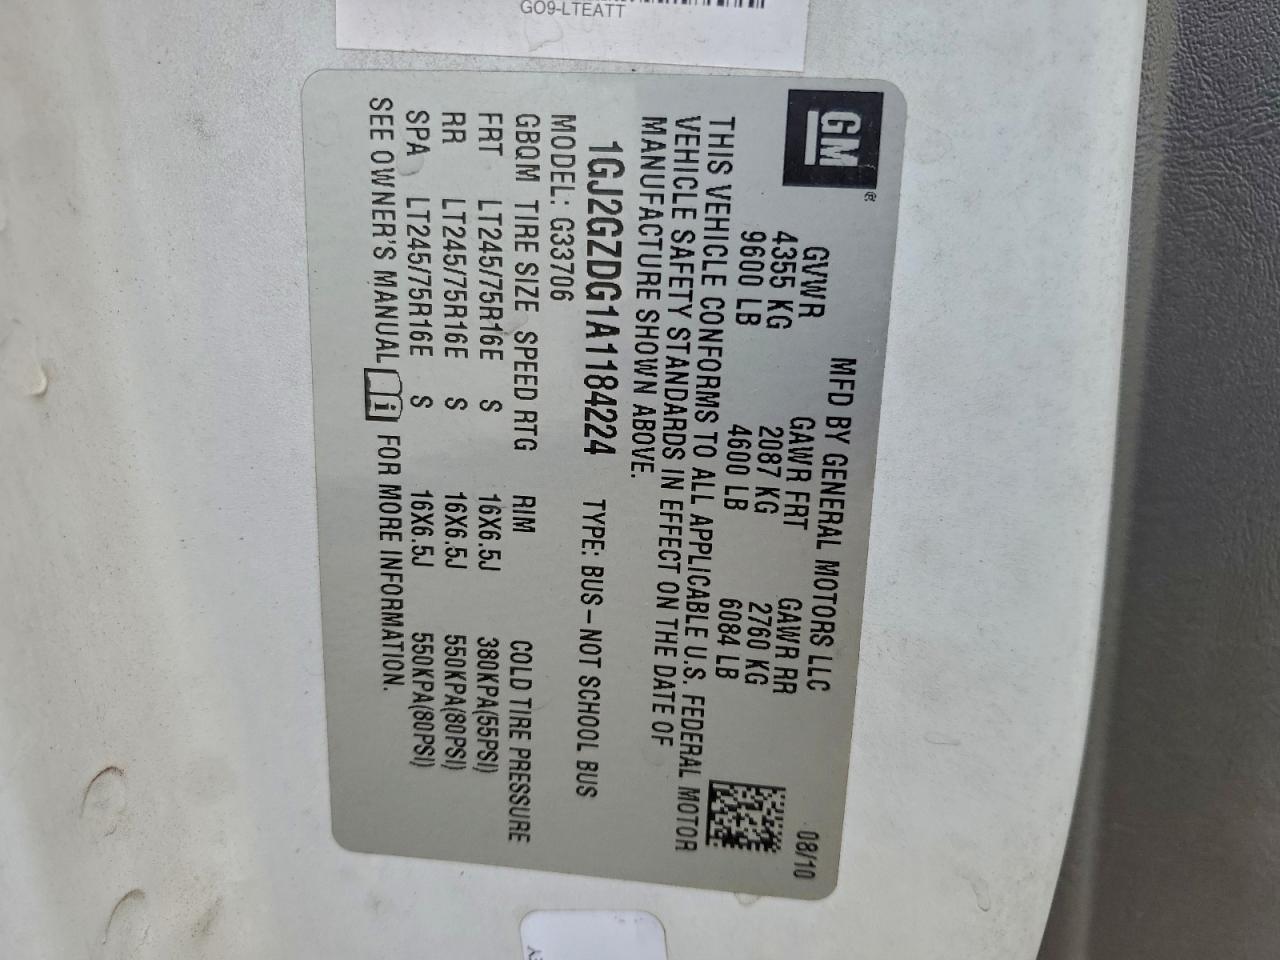 GO9-LTEATT
GM®
MFD BY GENERAL MOTORS LLC
08/10
GVWR GAWR FRT GAWR RR
4355 KG 2087 KG 2760 KG
9600 LB 4600 LB 6084 LB
THIS VEHICLE CONFORMS TO ALL APPLICABLE U.S. FEDERAL MOTOR
VEHICLE SAFETY STANDARDS IN EFFECT ON THE DATE OF
MANUFACTURE SHOWN ABOVE.
1GJ2GZDG1A1184224 TYPE: BUS-NOT SCHOOL BUS
MODEL: G33706
GBQM TIRE SIZE SPEED RTG RIM COLD TIRE PRESSURE
FRT LT245/75R16E S 16X6.5J 380KPA(55PSI)
RR LT245/75R16E S 16X6.5J 550KPA(80PSI)
SPA LT245/75R16E S 16X6.5J 550KPA(80PSI)
SEE OWNER'S MANUAL i FOR MORE INFORMATION.